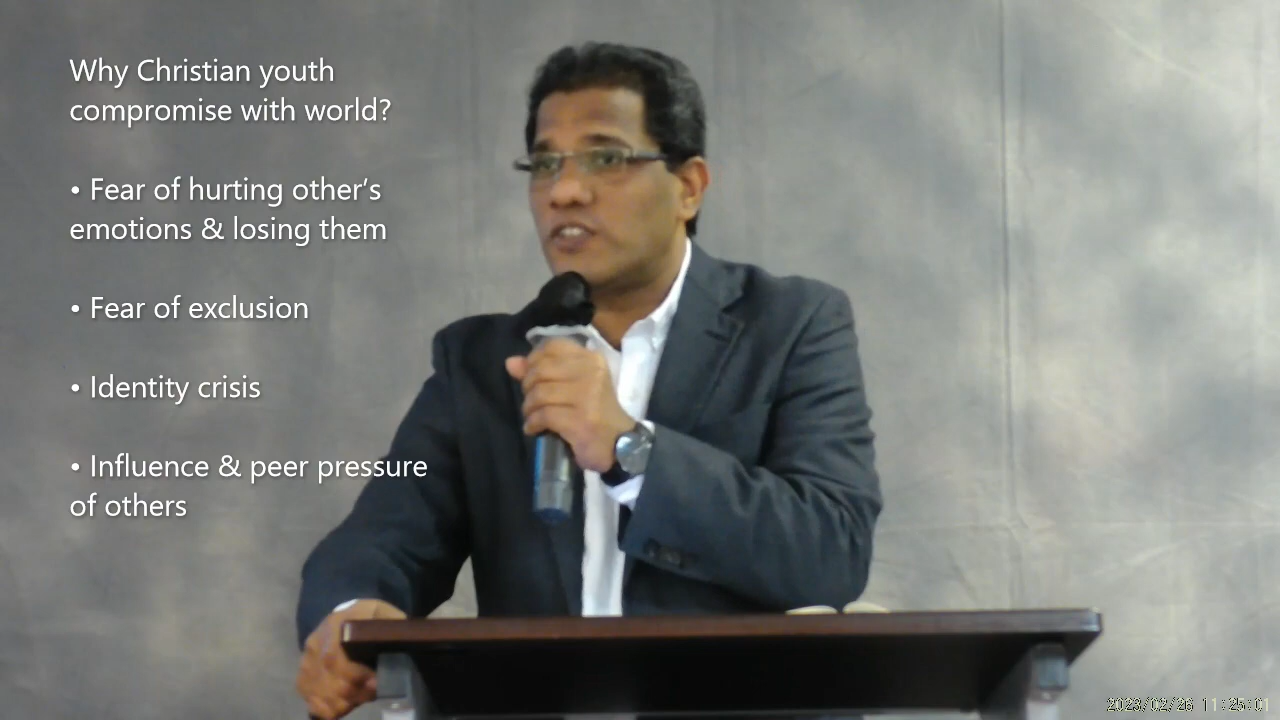 Why Christian youth
compromise with world?
• Fear of hurting other’s
emotions & losing them
• Fear of exclusion
• Identity crisis
• Influence & peer pressure
of others
2023/02/26 11:25:01